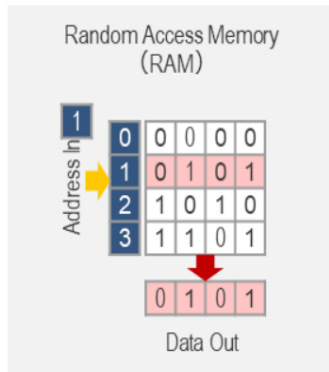 Random Access Memory
(RAM)
1
Address In
0 0 0 0 0
1 0 1 0 1
2 1 0 1 0
3 1 1 0 1
0 1 0 1
Data Out